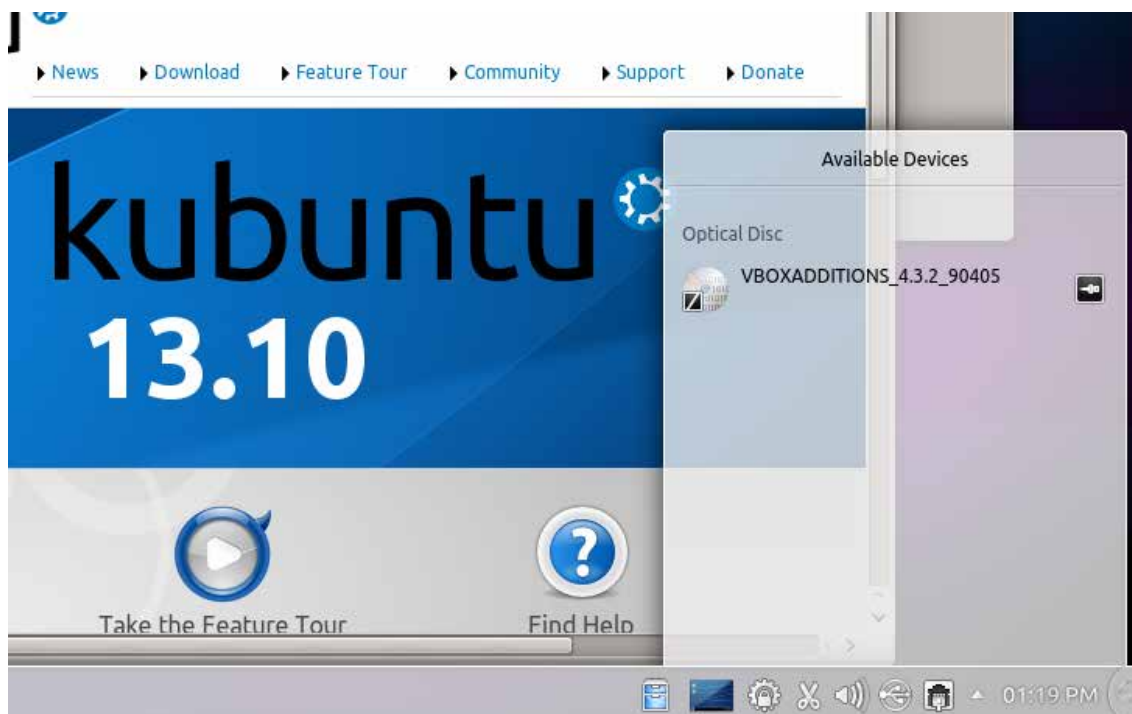 News Download Feature Tour Community Support Donate
kubuntu
13.10
Available Devices
Optical Disc
VBOXADDITIONS_4.3.2_90405
Take the Feature Tour
Find Help
01:19 PM